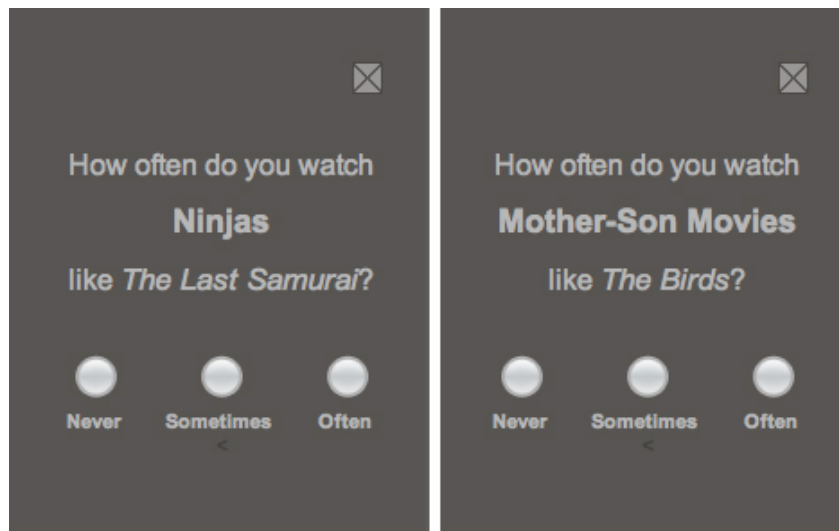 How often do you watch
Ninjas
like The Last Samurai?
Never Sometimes Often
<
How often do you watch
Mother-Son Movies
like The Birds?
Never Sometimes Often
<